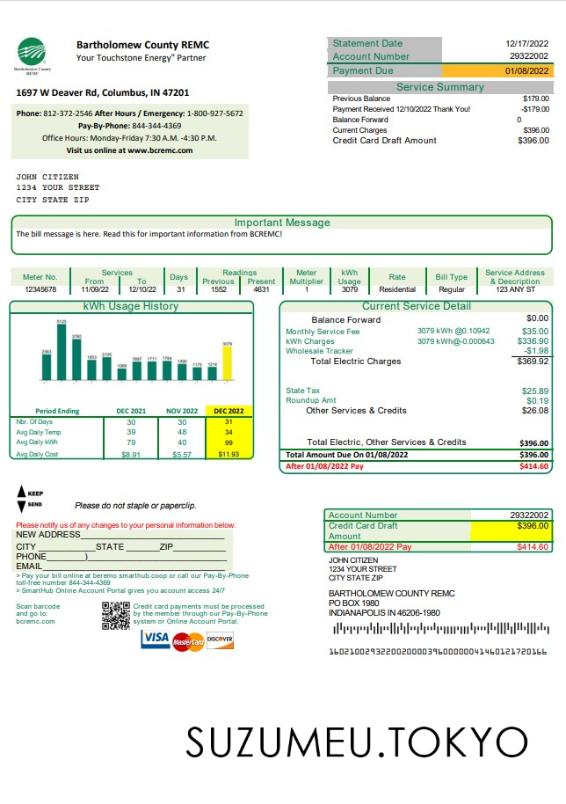 Bartholomew County REMC
Your Touchstone Energy® Partner
Bartholomew County
REMC
1697 W Deaver Rd, Columbus, IN 47201
Phone: 812-372-2546 After Hours / Emergency: 1-800-927-5672
Pay-By-Phone: 844-344-4369
Office Hours: Monday-Friday 7:30 A.M. -4:30 P.M.
Visit us online at www.bcremc.com
Statement Date 12/17/2022
Account Number 29322002
Payment Due 01/08/2022
Service Summary
Previous Balance $179.00
Payment Received 12/10/2022 Thank You! -$179.00
Balance Forward 0
Current Charges $396.00
Credit Card Draft Amount $396.00
JOHN CITIZEN
1234 YOUR STREET
CITY STATE ZIP
Important Message
The bill message is here. Read this for important information from BCREMC!
Meter No. Services From To Days Readings Previous Present Meter Multiplier kWh Usage Rate Bill Type Service Address & Description
12345678 11/09/22 12/10/22 31 1552 4631 1 3079 Residential Regular 123 ANY ST
kWh Usage History
3079
Period Ending DEC 2021 NOV 2022 DEC 2022
Nbr. Of Days 30 30 31
Avg Daily Temp 39 48 34
Avg Daily kWh 79 40 99
Avg Daily Cost $8.91 $5.57 $11.93
Current Service Detail
Balance Forward $0.00
Monthly Service Fee 3079 kWh @0.10942 $35.00
kWh Charges 3079 kWh@-0.000643 $336.90
Wholesale Tracker -$1.98
Total Electric Charges $369.92
State Tax $25.89
Roundup Amt $0.19
Other Services & Credits $26.08
Total Electric, Other Services & Credits $396.00
Total Amount Due On 01/08/2022 $396.00
After 01/08/2022 Pay $414.60
KEEP
SEND
Please do not staple or paperclip.
Please notify us of any changes to your personal information below:
NEW ADDRESS
CITY STATE ZIP
PHONE )
EMAIL
> Pay your bill online at beremo.smarthub.coop or call our Pay-By-Phone
toll-free number 844-344-4369
> SmartHub Online Account Portal gives you account access 24/7
Scan barcode
and go to:
bcremc.com
Credit card payments must be processed
by the member through our Pay-By-Phone
system or Online Account Portal.
VISA MasterCard DISCOVER
Account Number 29322002
Credit Card Draft Amount $396.00
After 01/08/2022 Pay $414.60
JOHN CITIZEN
1234 YOUR STREET
CITY STATE ZIP
BARTHOLOMEW COUNTY REMC
PO BOX 1980
INDIANAPOLIS IN 46206-1980
SUZUMEU.TOKYO